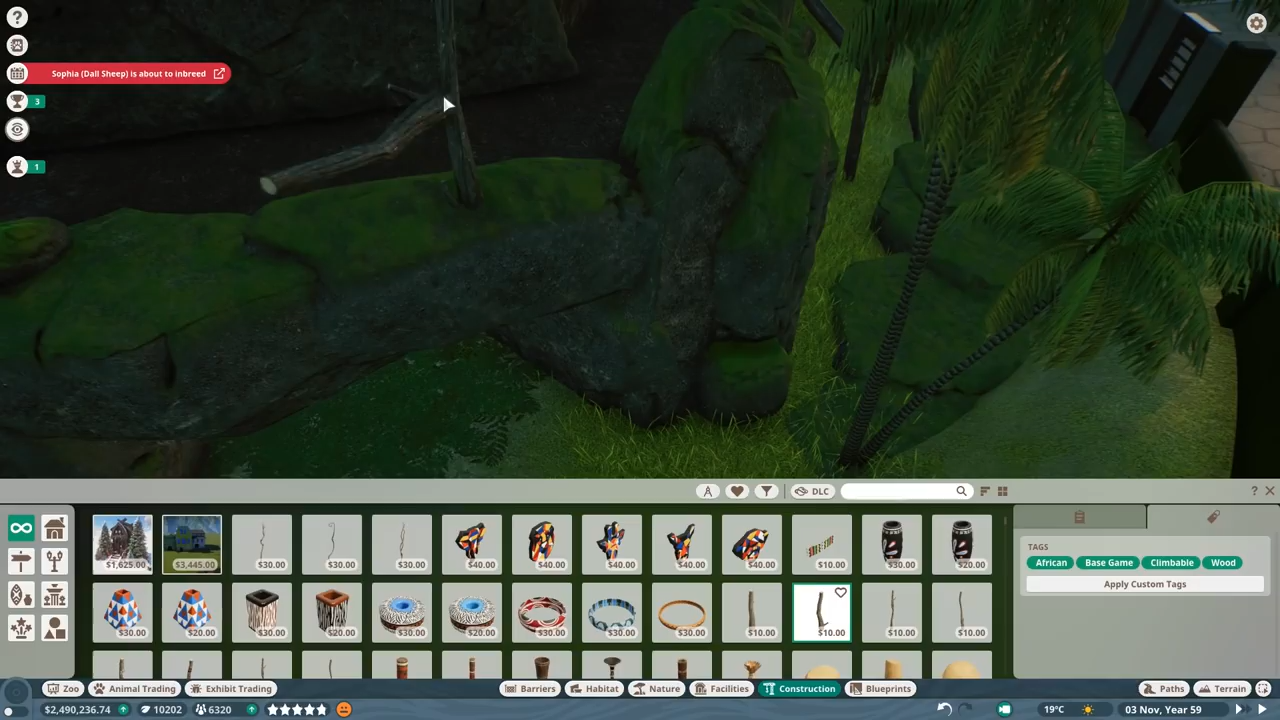 ?
Sophia (Dall Sheep) is about to inbreed
3
1
DLC
? ×
$1,625.00 $3,445.00 $30.00 $30.00 $30.00 $40.00 $40.00 $40.00 $40.00 $40.00 $10.00 $30.00 $20.00
$30.00 $20.00 $30.00 $20.00 $30.00 $20.00 $30.00 $30.00 $30.00 $10.00 $10.00 $10.00 $10.00
TAGS
African Base Game Climbable Wood
Apply Custom Tags
Zoo Animal Trading Exhibit Trading Barriers Habitat Nature Facilities Construction Blueprints Paths Terrain
$2,490,236.74 10202 6320 19°C 03 Nov, Year 59